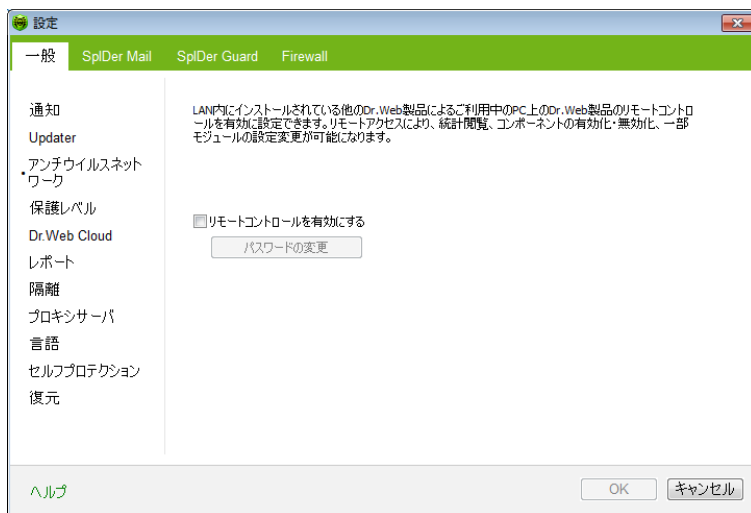 設定
一般 SpIDer Mail SpIDer Guard Firewall
通知
Updater
アンチウイルスネット
ワーク
保護レベル
Dr.Web Cloud
レポート
隔離
プロキシサーバ
言語
セルフプロテクション
復元
LAN内にインストールされている他のDr.Web製品によるご利用中のPC上のDr.Web製品のリモートコントロ
ールを有効に設定できます。リモートアクセスにより、統計閲覧、コンポーネントの有効化・無効化、一部
モジュールの設定変更が可能になります。
リモートコントロールを有効にする
パスワードの変更
ヘルプ
OK キャンセル